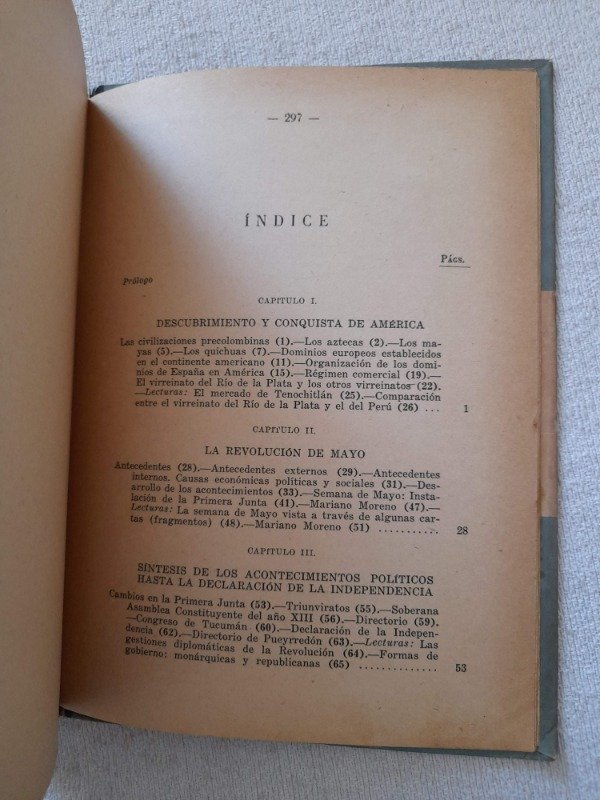 — 297 —
ÍNDICE
PÁGS.
Prólogo
CAPITULO I.
DESCUBRIMIENTO Y CONQUISTA DE AMÉRICA
Las civilizaciones precolombinas (1).—Los aztecas (2).—Los ma-
yas (5).—Los quichuas (7).—Dominios europeos establecidos
en el continente americano (11).—Organización de los domi-
nios de España en América (15).—Régimen comercial (19).—
El virreinato del Río de la Plata y los otros virreinatos (22).
—Lecturas: El mercado de Tenochtitlán (25).—Comparación
entre el virreinato del Río de la Plata y el del Perú (26) ... 1
CAPITULO II.
LA REVOLUCIÓN DE MAYO
Antecedentes (28).—Antecedentes externos (29).—Antecedentes
internos. Causas económicas políticas y sociales (31).—Des-
arrollo de los acontecimientos (33).—Semana de Mayo: Insta-
lación de la Primera Junta (41).—Mariano Moreno (47).—
Lecturas: La semana de Mayo vista a través de algunas car-
tas (fragmentos) (48).—Mariano Moreno (51) ........... 28
CAPITULO III.
SÍNTESIS DE LOS ACONTECIMIENTOS POLÍTICOS
HASTA LA DECLARACIÓN DE LA INDEPENDENCIA
Cambios en la Primera Junta (53).—Triunviratos (55).—Soberana
Asamblea Constituyente del año XIII (56).—Directorio (59).
—Congreso de Tucumán (60).—Declaración de la Indepen-
dencia (62).—Directorio de Pueyrredón (63).—Lecturas: Las
gestiones diplomáticas de la Revolución (64).—Formas de
gobierno: monárquicas y republicanas (65) .............. 53